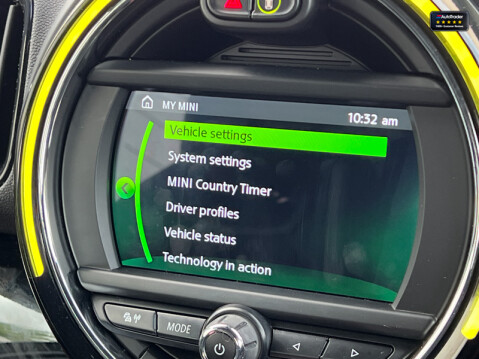 AutoTrader
MY MINI
10:32 am
Vehicle settings
System settings
MINI Country Timer
Driver profiles
Vehicle status
Technology in action
MODE